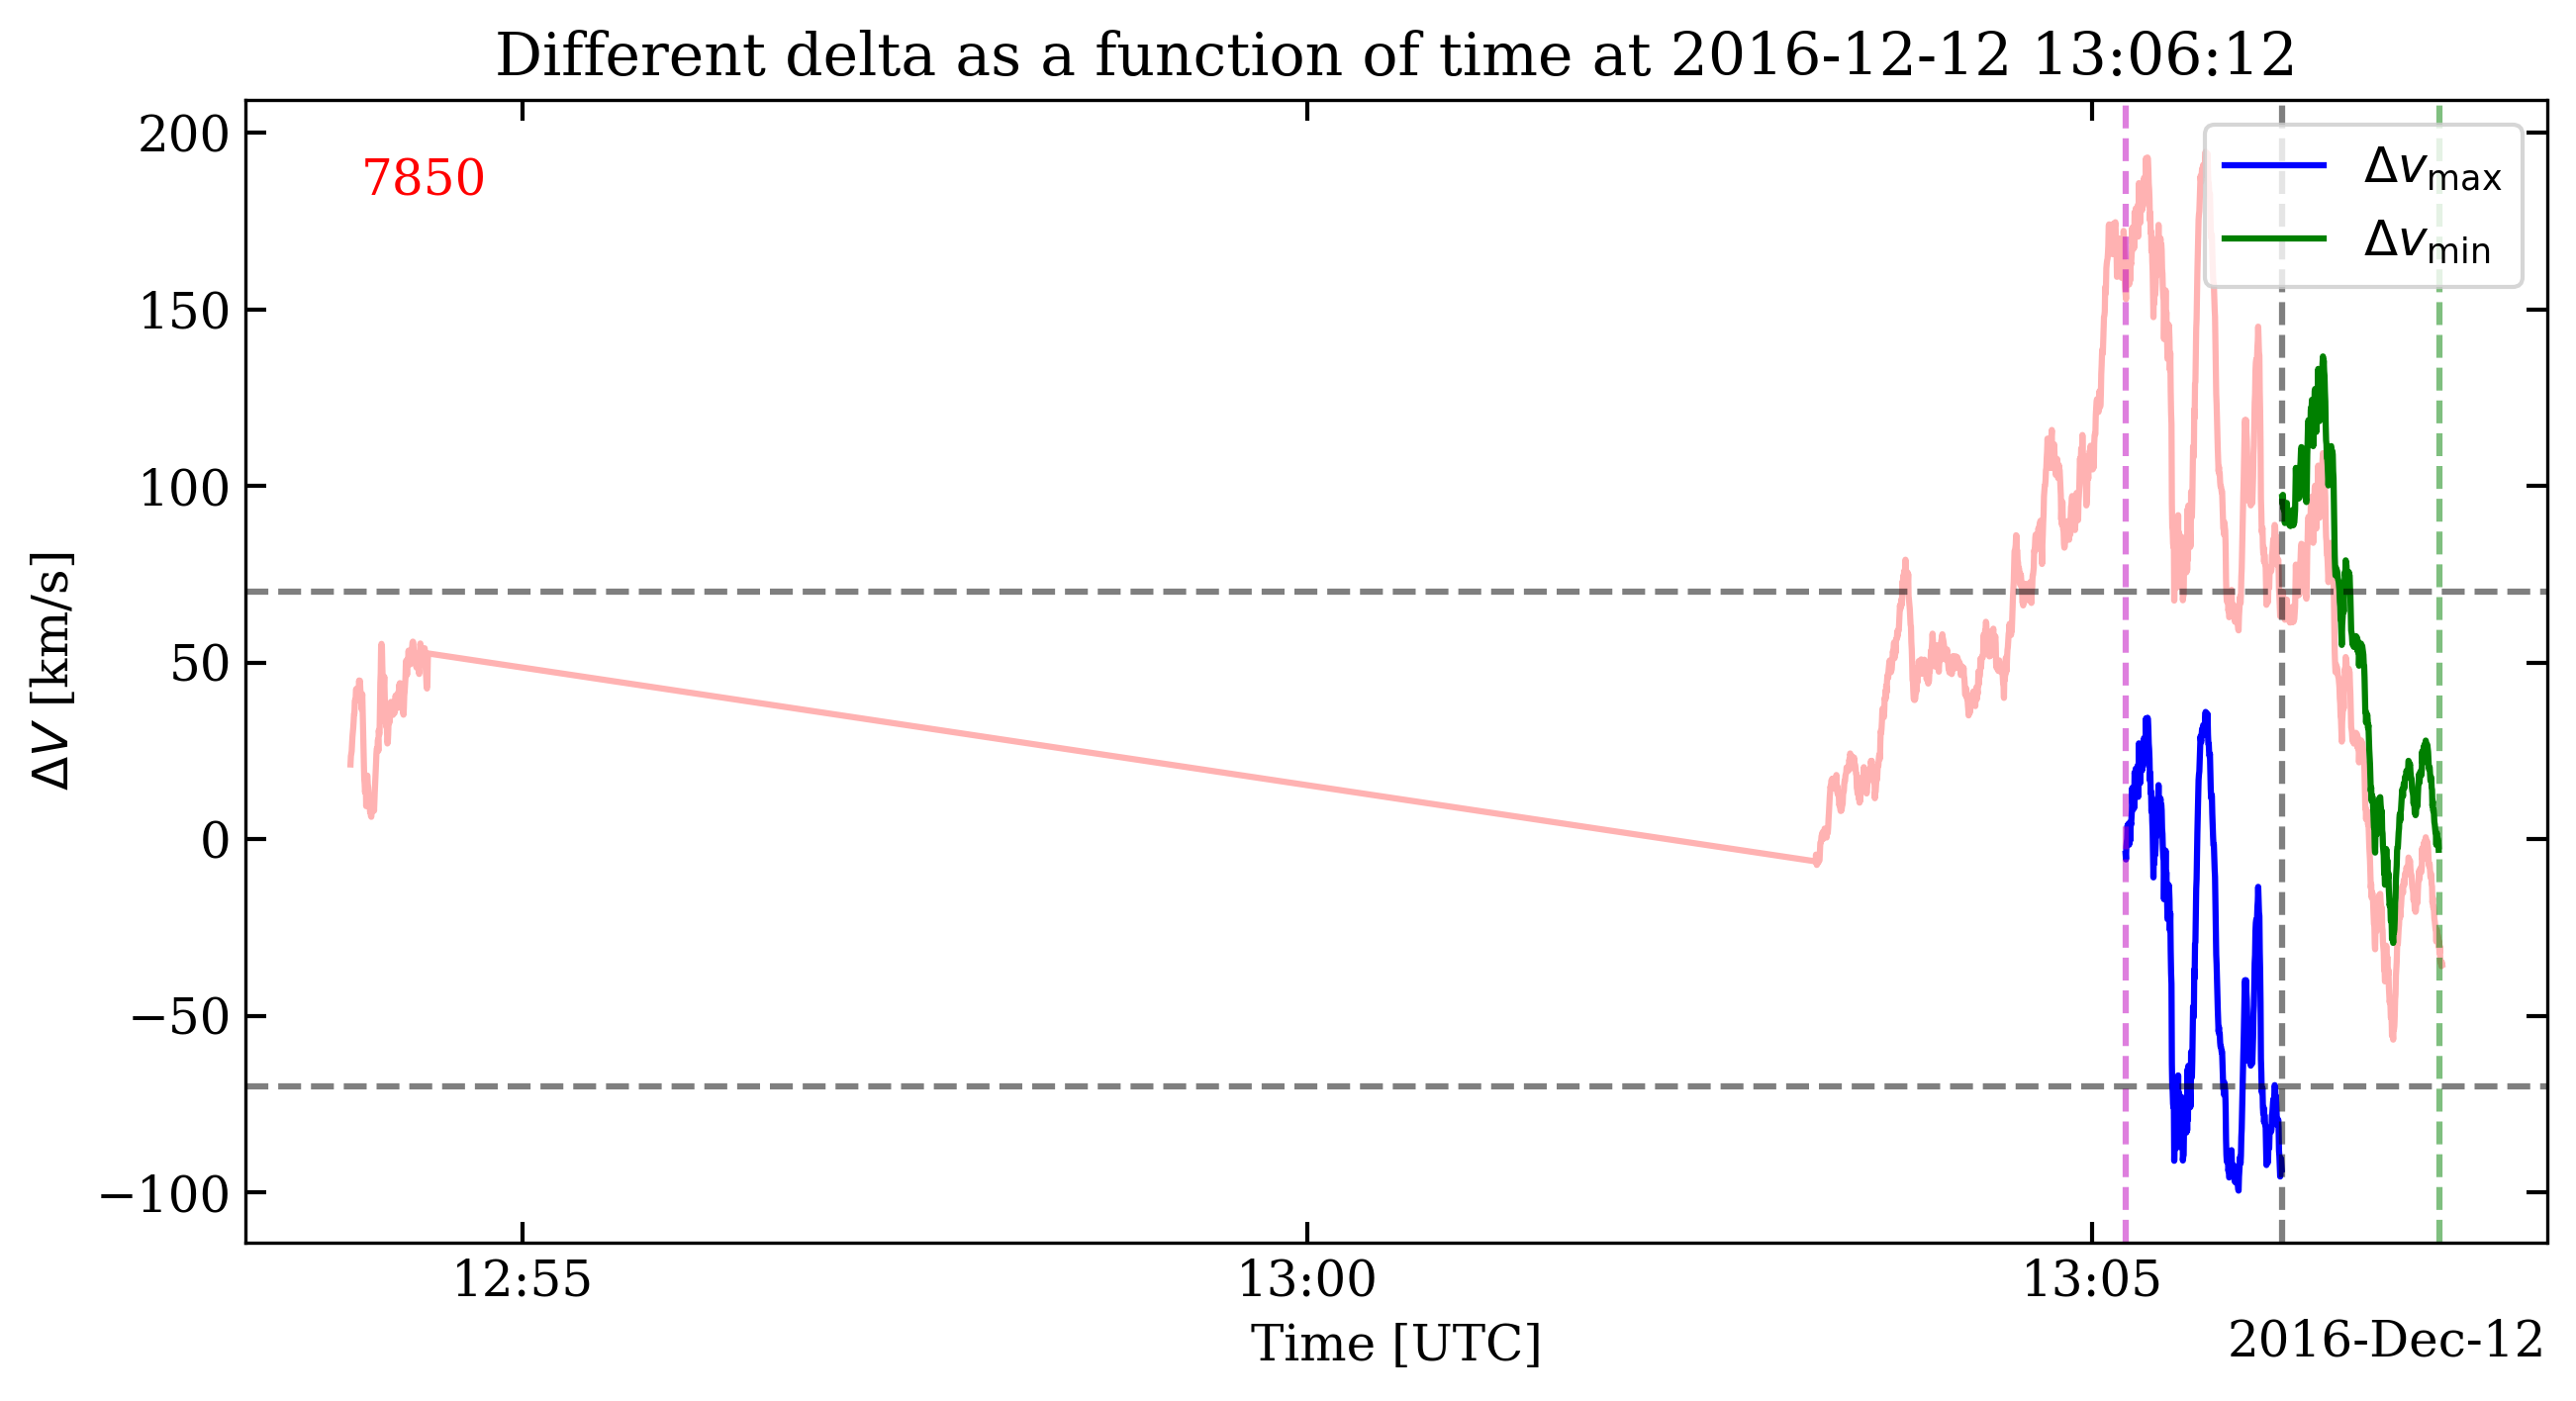 Different delta as a function of time at 2016-12-12 13:06:12
7850
Δv_max
Δv_min
ΔV [km/s]
200
150
100
50
0
−50
−100
12:55 13:00 13:05
Time [UTC]
2016-Dec-12